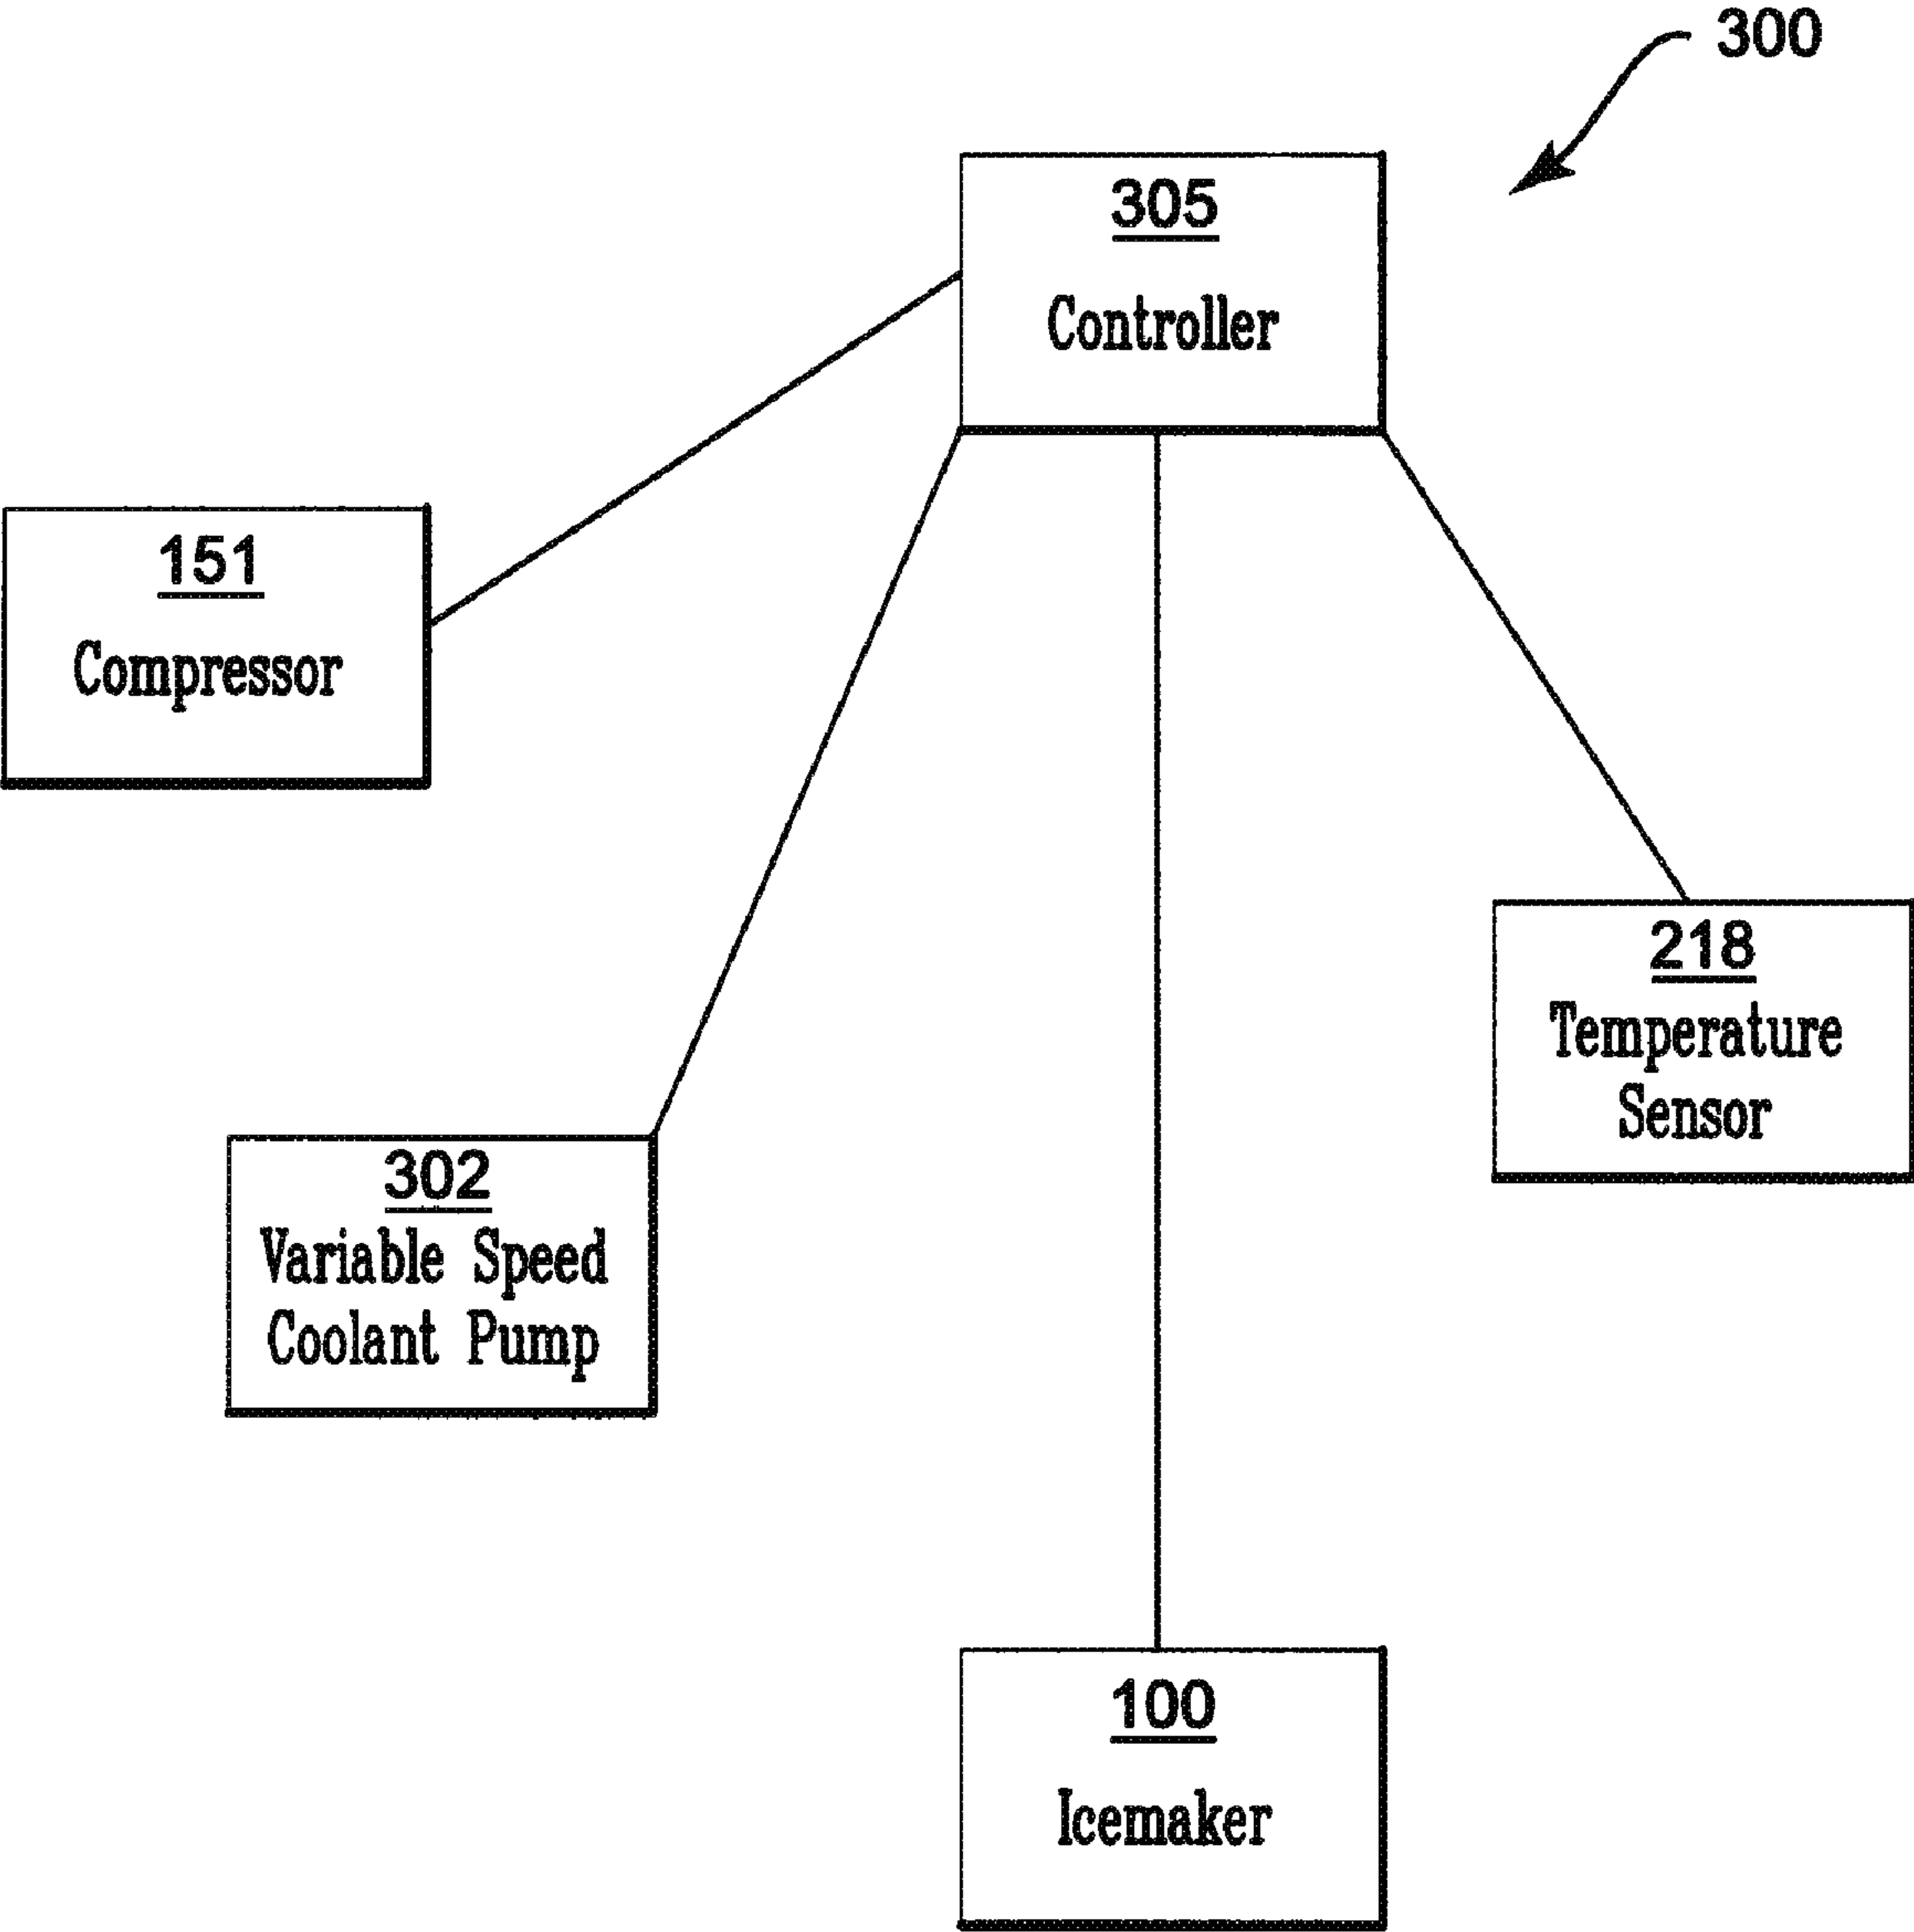 300
305
Controller
151
Compressor
218
Temperature
Sensor
302
Variable Speed
Coolant Pump
100
Icemaker